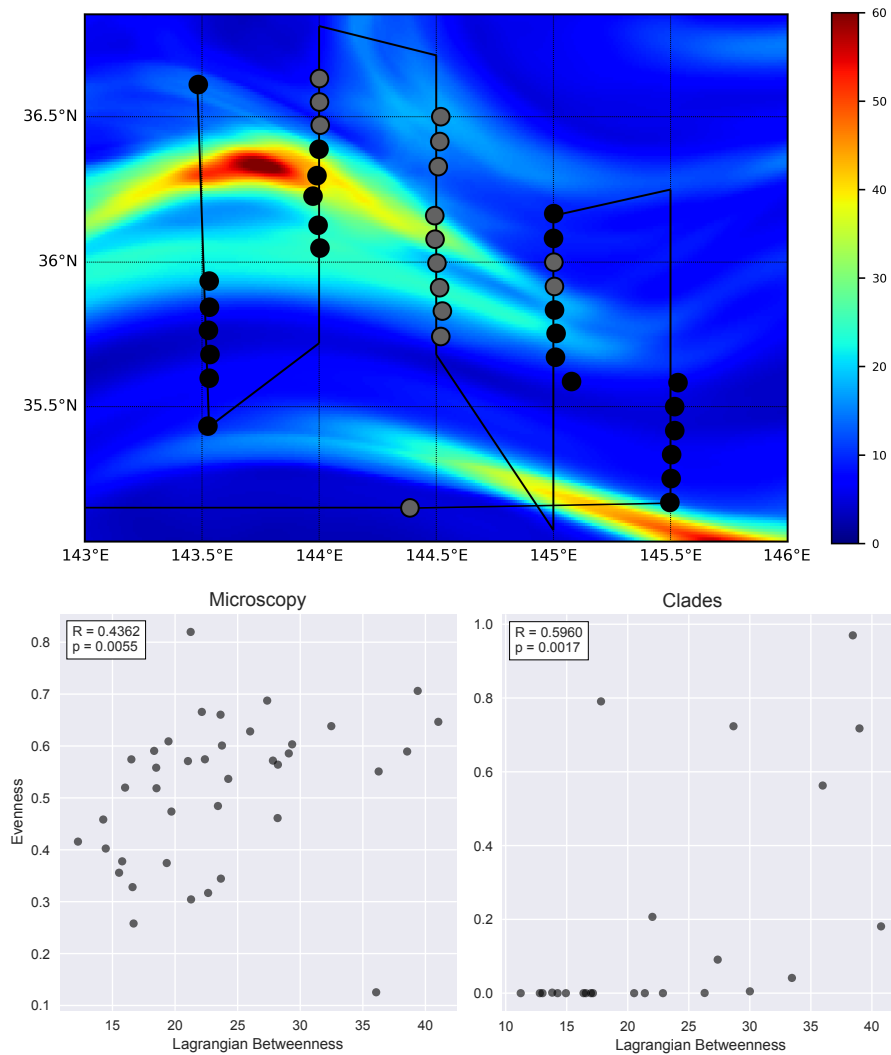 60
50
40
30
20
10
0
36.5°N
36°N
35.5°N
143°E 143.5°E 144°E 144.5°E 145°E 145.5°E 146°E
Microscopy
Clades
R = 0.4362
p = 0.0055
R = 0.5960
p = 0.0017
Evenness
0.8
0.7
0.6
0.5
0.4
0.3
0.2
0.1
1.0
0.8
0.6
0.4
0.2
0.0
15 20 25 30 35 40
10 15 20 25 30 35 40
Lagrangian Betweenness
Lagrangian Betweenness